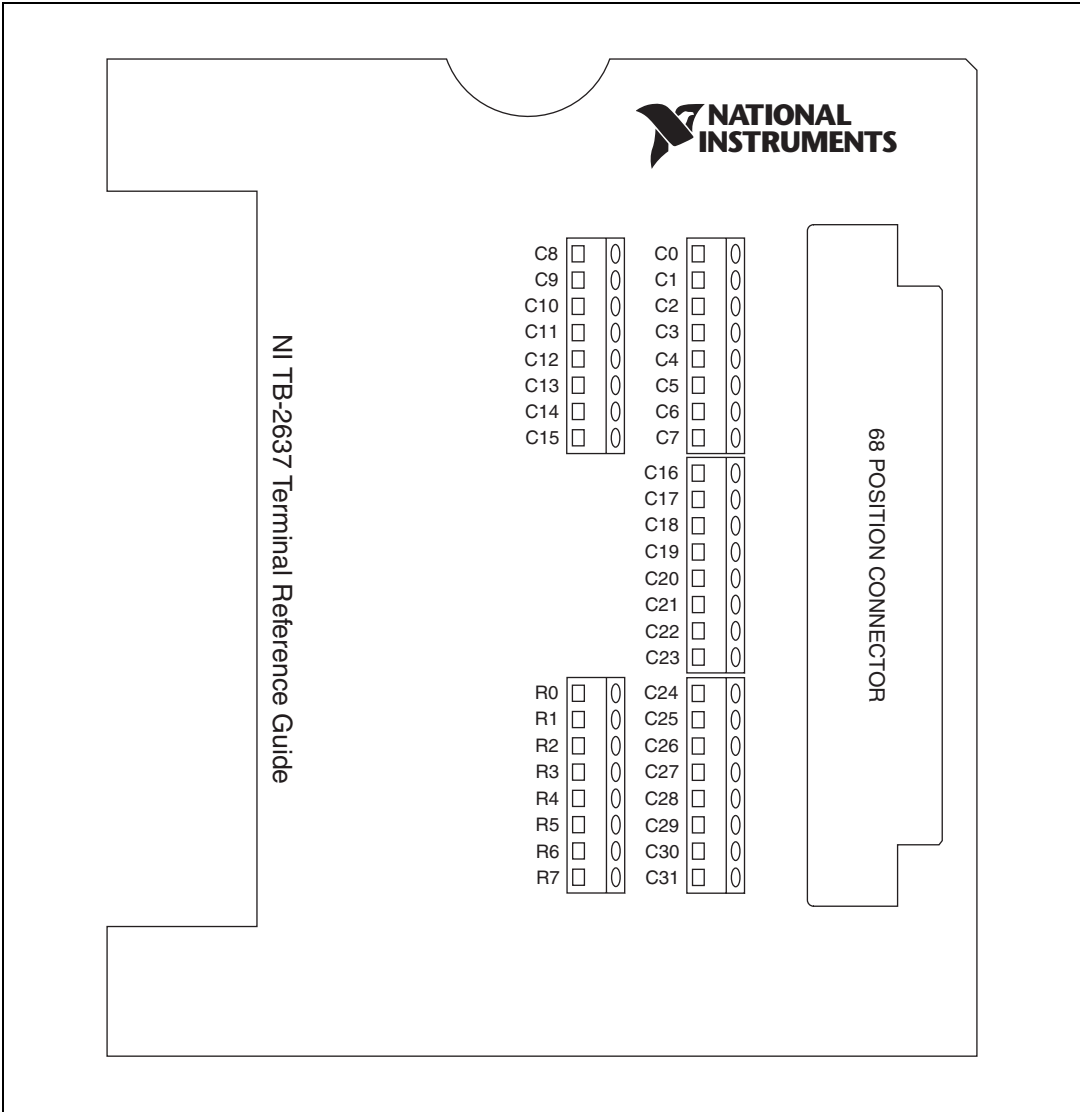 NATIONAL
INSTRUMENTS
NI TB-2637 Terminal Reference Guide
C8
C9
C10
C11
C12
C13
C14
C15
C0
C1
C2
C3
C4
C5
C6
C7
C16
C17
C18
C19
C20
C21
C22
C23
R0
R1
R2
R3
R4
R5
R6
R7
C24
C25
C26
C27
C28
C29
C30
C31
68 POSITION CONNECTOR